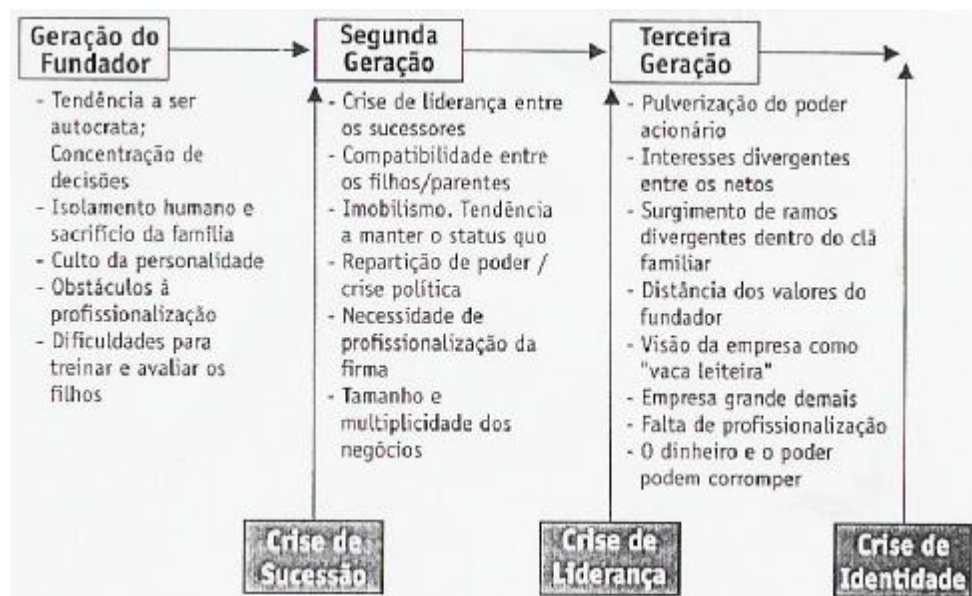 Geração do
Fundador
- Tendência a ser
autocrata;
Concentração de
decisões
- Isolamento humano e
sacrifício da família
- Culto da personalidade
- Obstáculos à
profissionalização
- Dificuldades para
treinar e avaliar os
filhos
Segunda
Geração
- Crise de liderança entre
os sucessores
- Compatibilidade entre
os filhos/parentes
- Imobilismo. Tendência
a manter o status quo
- Repartição de poder /
crise política
- Necessidade de
profissionalização da
firma
- Tamanho e
multiplicidade dos
negócios
Terceira
Geração
- Pulverização do poder
acionário
- Interesses divergentes
entre os netos
- Surgimento de ramos
divergentes dentro do clã
familiar
- Distância dos valores do
fundador
- Visão da empresa como
"vaca leiteira"
- Empresa grande demais
- Falta de profissionalização
- O dinheiro e o poder
podem corromper
Crise de
Sucessão
Crise de
Liderança
Crise de
Identidade